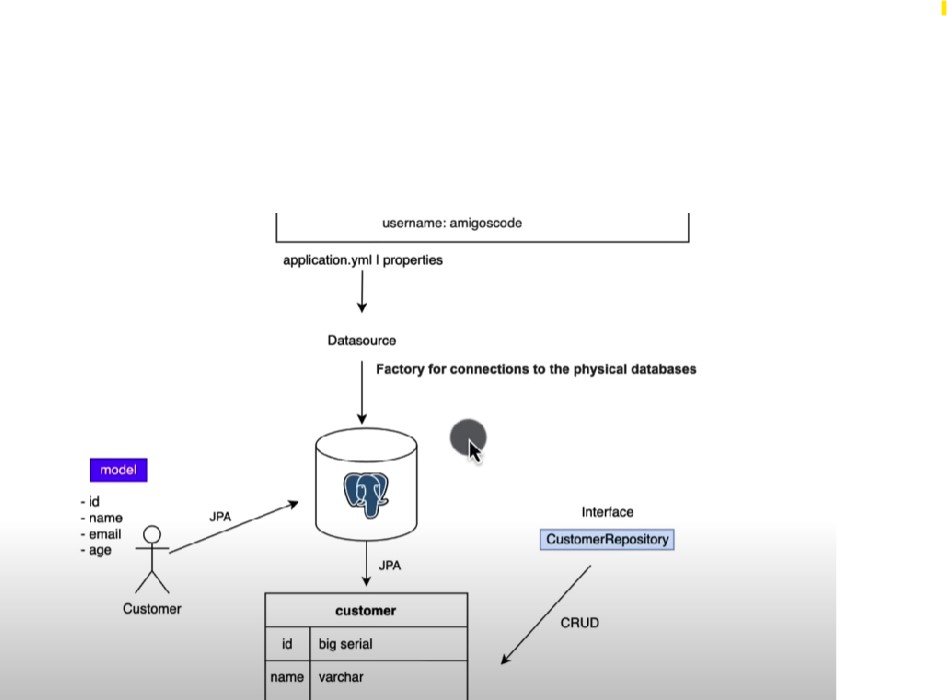 username: amigoscode
application.yml | properties
Datasource
Factory for connections to the physical databases
model
- id
- name
- email
- age
Customer
JPA
JPA
Interface
CustomerRepository
CRUD
customer
id big serial
name varchar